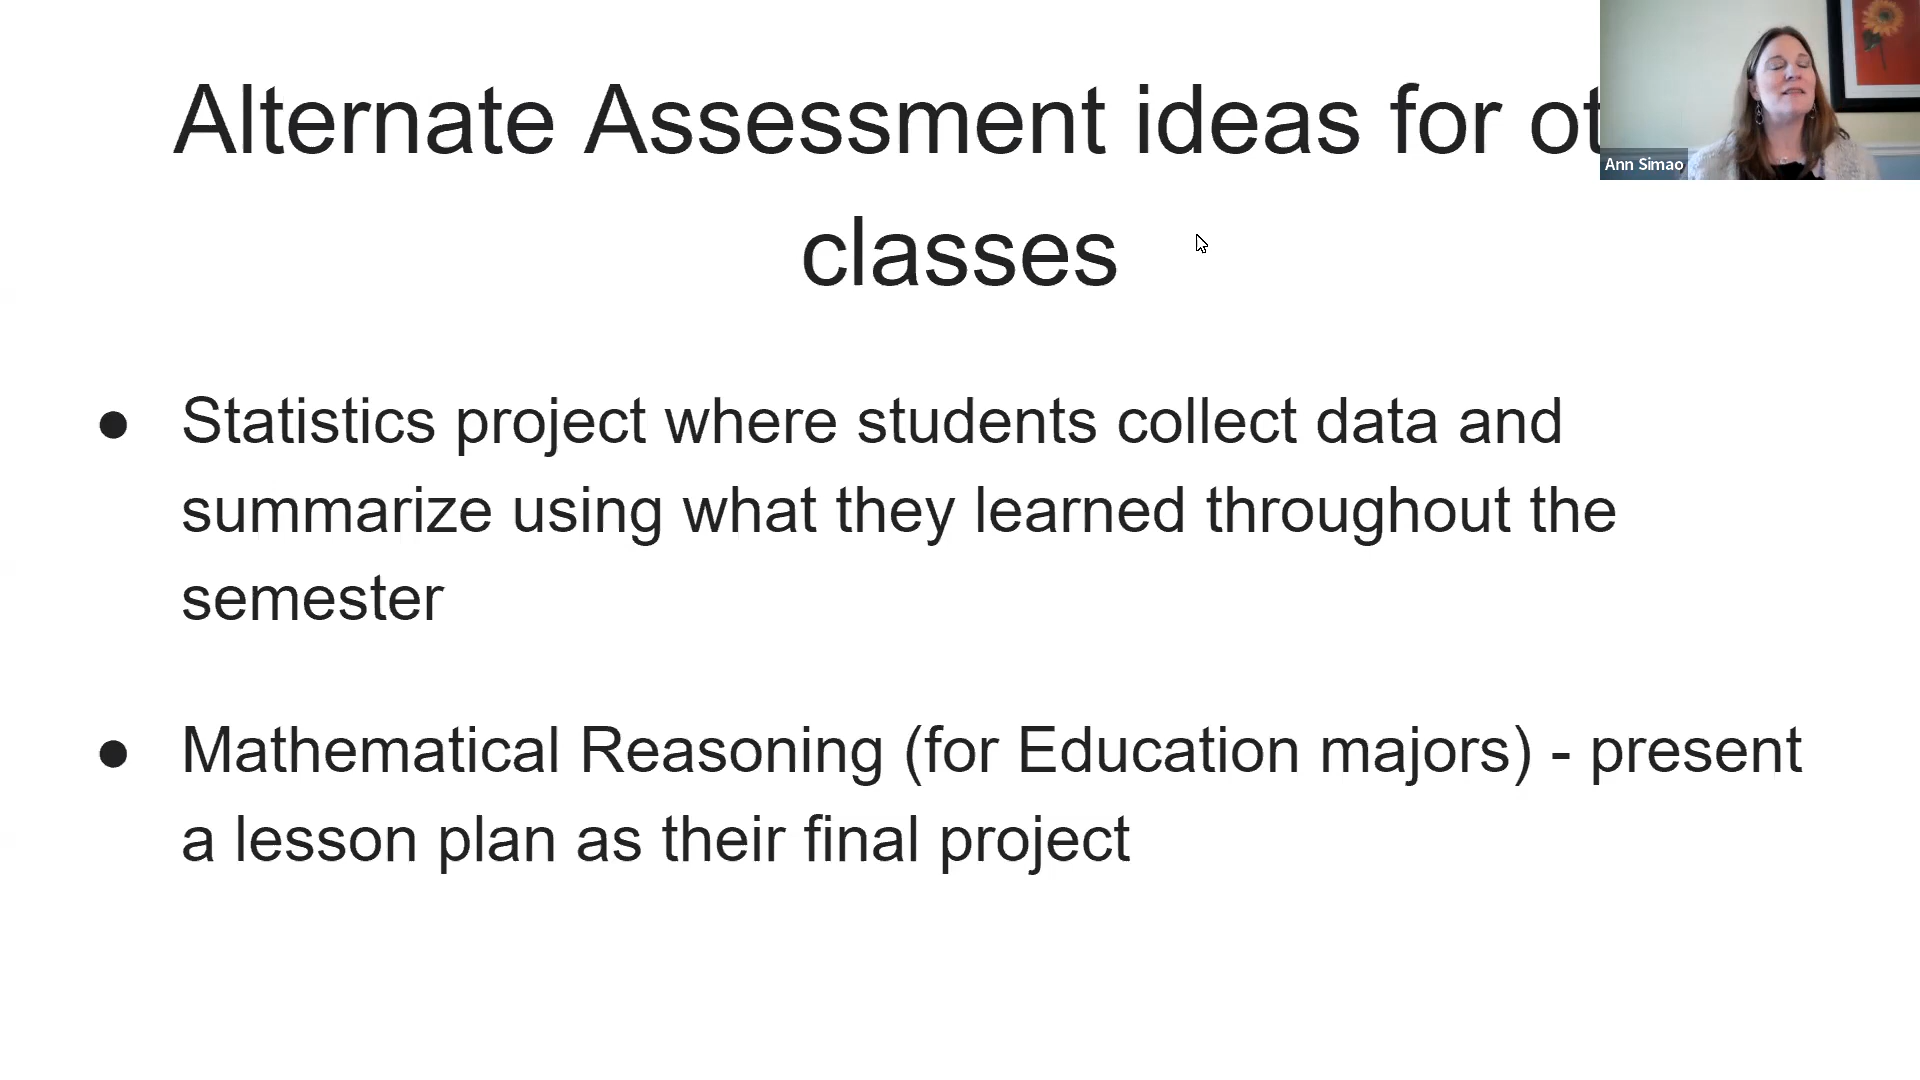 Alternate Assessment ideas for
classes
Ann Simao
● Statistics project where students collect data and
summarize using what they learned throughout the
semester
● Mathematical Reasoning (for Education majors) - present
a lesson plan as their final project